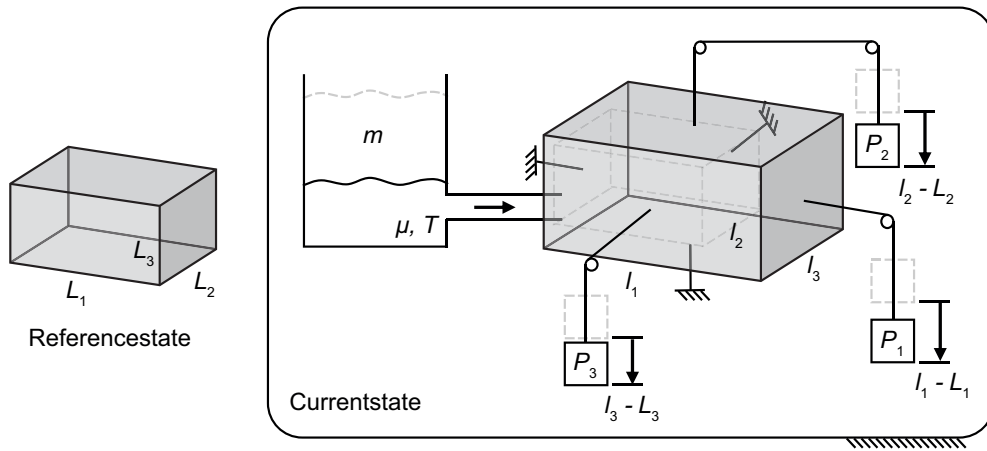 L₃
L₁
L₂
Referencestate
m
μ, T
P₂
l₂ - L₂
l₂
l₁
l₃
P₁
l₁ - L₁
P₃
l₃ - L₃
Currentstate